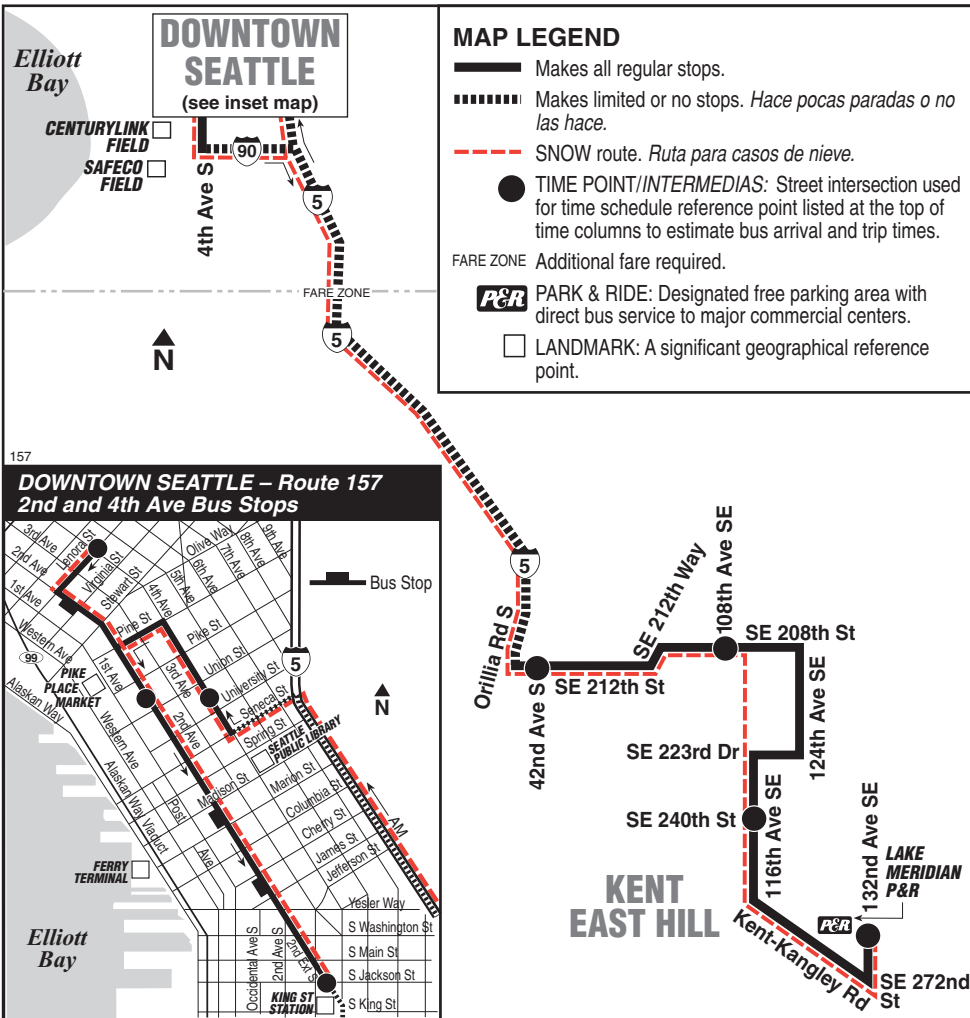 DOWNTOWN
SEATTLE
(see inset map)
Elliott
Bay
CENTURYLINK
FIELD
SAFECO
FIELD
4th Ave S
90
5
FARE ZONE
5
N
MAP LEGEND
Makes all regular stops.
Makes limited or no stops. Hace pocas paradas o no
las hace.
SNOW route. Ruta para casos de nieve.
TIME POINT/INTERMEDIAS: Street intersection used
for time schedule reference point listed at the top of
time columns to estimate bus arrival and trip times.
FARE ZONE Additional fare required.
P&R PARK & RIDE: Designated free parking area with
direct bus service to major commercial centers.
LANDMARK: A significant geographical reference
point.
5
Orillia Rd S
42nd Ave S
SE 212th St
SE 212th Way
108th Ave SE
SE 208th St
124th Ave SE
SE 223rd Dr
SE 240th St
116th Ave SE
132nd Ave SE
LAKE
MERIDIAN
P&R
P&R
KENT
EAST HILL
Kent-Kangley Rd
SE 272nd
St
157
DOWNTOWN SEATTLE – Route 157
2nd and 4th Ave Bus Stops
Bus Stop
3rd Ave
2nd Ave
1st Ave
Western Ave
Lenora St
Virginia St
Stewart St
Olive Way
9th Ave
8th Ave
7th Ave
6th Ave
5th Ave
4th Ave
Pine St
Pike St
Union St
University St
Seneca St
Spring St
3rd Ave
2nd Ave
1st Ave
99
PIKE
PLACE
MARKET
Alaskan Way
Western Ave
Alaskan Way Viaduct
Post
Ave
SEATTLE
PUBLIC LIBRARY
5
N
AM
Madison St
Marion St
Columbia St
Cherry St
James St
Jefferson St
Yesler Way
S Washington St
S Main St
S Jackson St
S King St
Occidental Ave S
2nd Ave S
2nd Ext S
FERRY
TERMINAL
KING ST
STATION
Elliott
Bay